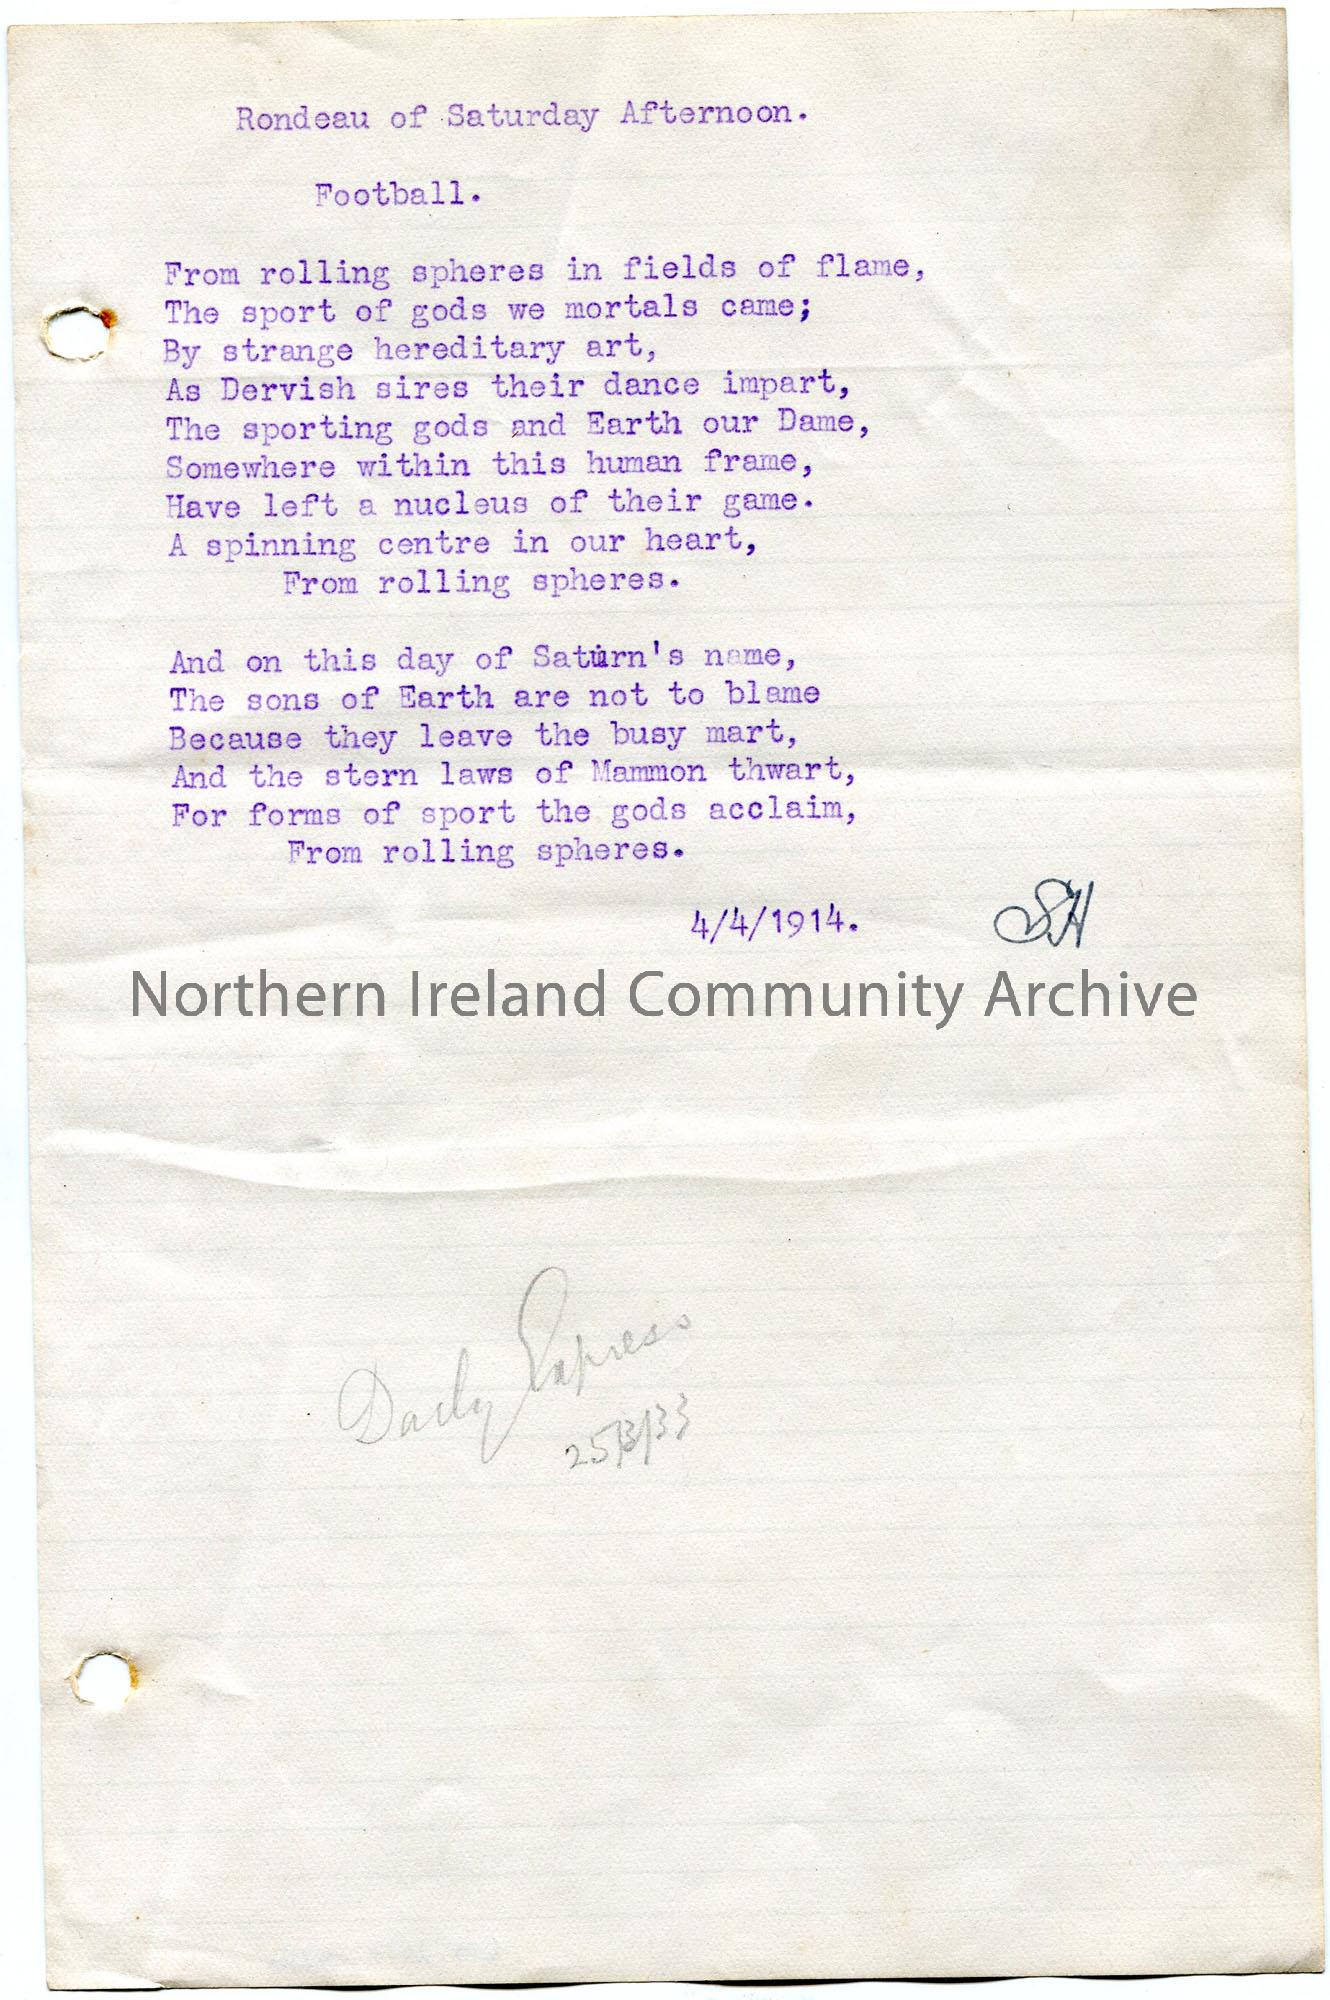 Rondeau of Saturday Afternoon.
Football.
From rolling spheres in fields of flame,
The sport of gods we mortals came;
By strange hereditary art,
As Dervish sires their dance impart,
The sporting gods and Earth our Dame,
Somewhere within this human frame,
Have left a nucleus of their game.
A spinning centre in our heart,
From rolling spheres.
And on this day of Saturn's name,
The sons of Earth are not to blame
Because they leave the busy mart,
And the stern laws of Mammon thwart,
For forms of sport the gods acclaim,
From rolling spheres.
4/4/1914. SH
Northern Ireland Community Archive
Daily Express
25/3/33